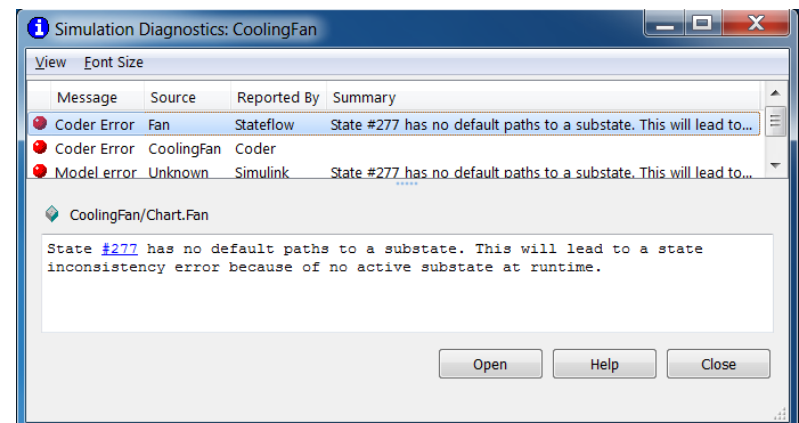 Simulation Diagnostics: CoolingFan
View Font Size
Message Source Reported By Summary
Coder Error Fan Stateflow State #277 has no default paths to a substate. This will lead to...
Coder Error CoolingFan Coder
Model error Unknown Simulink State #277 has no default paths to a substate. This will lead to...
CoolingFan/Chart.Fan
State #277 has no default paths to a substate. This will lead to a state
inconsistency error because of no active substate at runtime.
Open Help Close